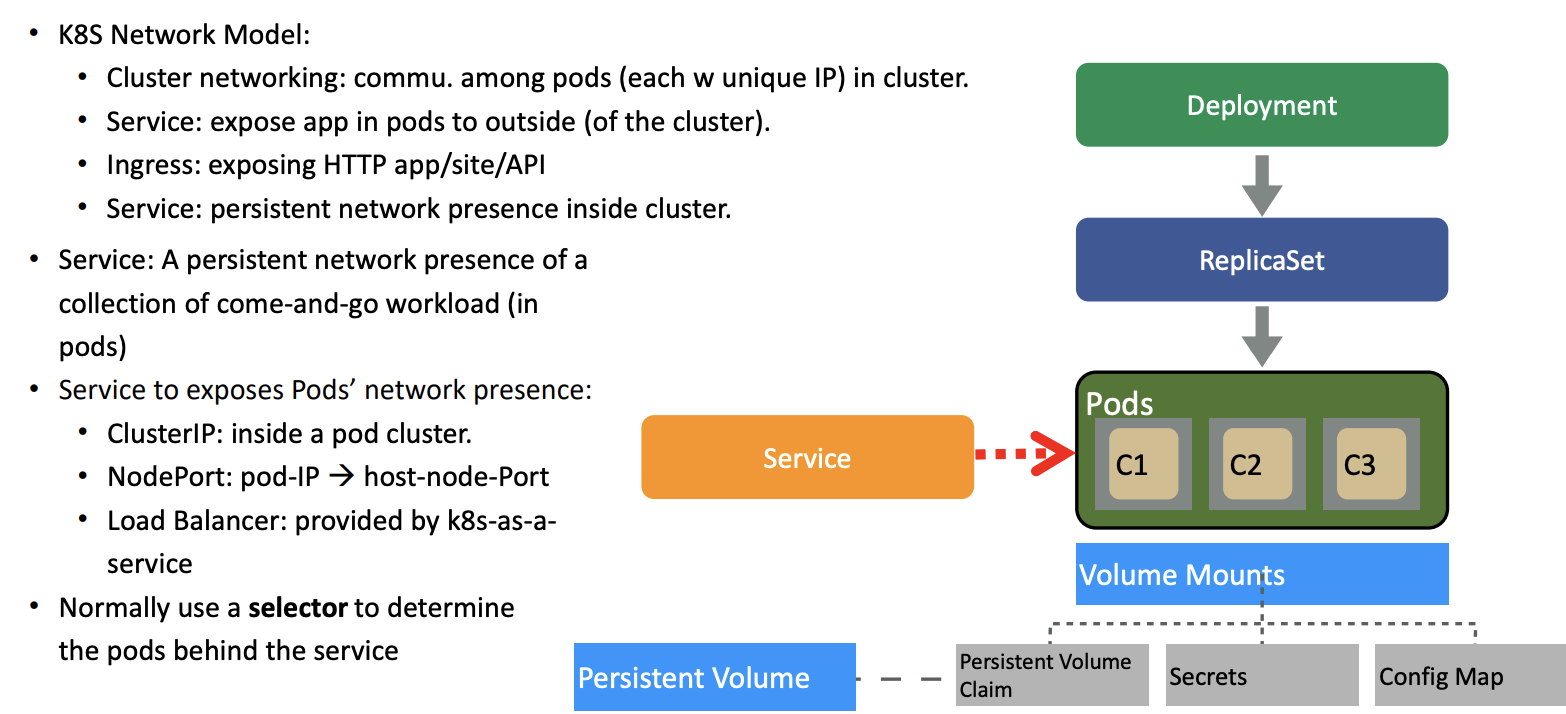 • K8S Network Model:
• Cluster networking: commu. among pods (each w unique IP) in cluster.
• Service: expose app in pods to outside (of the cluster).
• Ingress: exposing HTTP app/site/API
• Service: persistent network presence inside cluster.
• Service: A persistent network presence of a
collection of come-and-go workload (in
pods)
• Service to exposes Pods’ network presence:
• ClusterIP: inside a pod cluster.
• NodePort: pod-IP → host-node-Port
• Load Balancer: provided by k8s-as-a-
service
• Normally use a selector to determine
the pods behind the service
Deployment
ReplicaSet
Pods
C1
C2
C3
Service
Volume Mounts
Persistent Volume
Persistent Volume
Claim
Secrets
Config Map